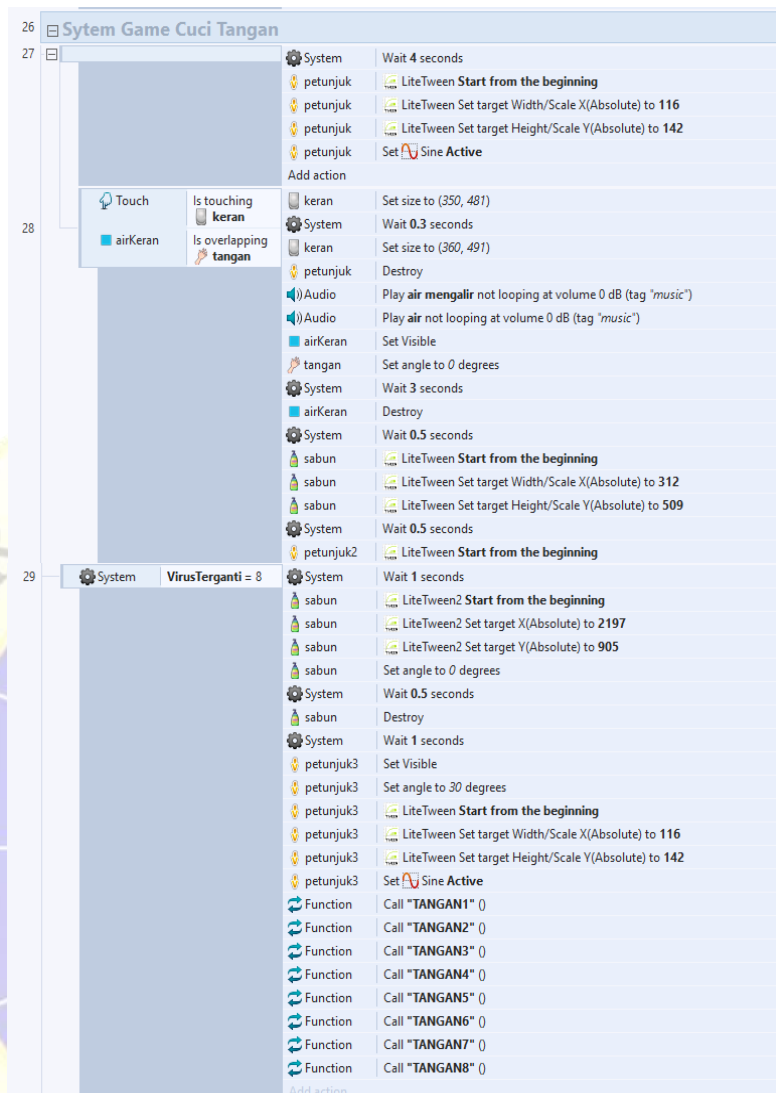 26 Sytem Game Cuci Tangan
27 System Wait 4 seconds
petunjuk LiteTween Start from the beginning
petunjuk LiteTween Set target Width/Scale X(Absolute) to 116
petunjuk LiteTween Set target Height/Scale Y(Absolute) to 142
petunjuk Set Sine Active
Add action
28 Touch Is touching keran
airKeran Is overlapping tangan
keran Set size to (350, 481)
System Wait 0.3 seconds
keran Set size to (360, 491)
petunjuk Destroy
Audio Play air mengalir not looping at volume 0 dB (tag "music")
Audio Play air not looping at volume 0 dB (tag "music")
airKeran Set Visible
tangan Set angle to 0 degrees
System Wait 3 seconds
airKeran Destroy
System Wait 0.5 seconds
sabun LiteTween Start from the beginning
sabun LiteTween Set target Width/Scale X(Absolute) to 312
sabun LiteTween Set target Height/Scale Y(Absolute) to 509
System Wait 0.5 seconds
petunjuk2 LiteTween Start from the beginning
29 System VirusTerganti = 8 System Wait 1 seconds
sabun LiteTween2 Start from the beginning
sabun LiteTween2 Set target X(Absolute) to 2197
sabun LiteTween2 Set target Y(Absolute) to 905
sabun Set angle to 0 degrees
System Wait 0.5 seconds
sabun Destroy
System Wait 1 seconds
petunjuk3 Set Visible
petunjuk3 Set angle to 30 degrees
petunjuk3 LiteTween Start from the beginning
petunjuk3 LiteTween Set target Width/Scale X(Absolute) to 116
petunjuk3 LiteTween Set target Height/Scale Y(Absolute) to 142
petunjuk3 Set Sine Active
Function Call "TANGAN1" ()
Function Call "TANGAN2" ()
Function Call "TANGAN3" ()
Function Call "TANGAN4" ()
Function Call "TANGAN5" ()
Function Call "TANGAN6" ()
Function Call "TANGAN7" ()
Function Call "TANGAN8" ()
Add action